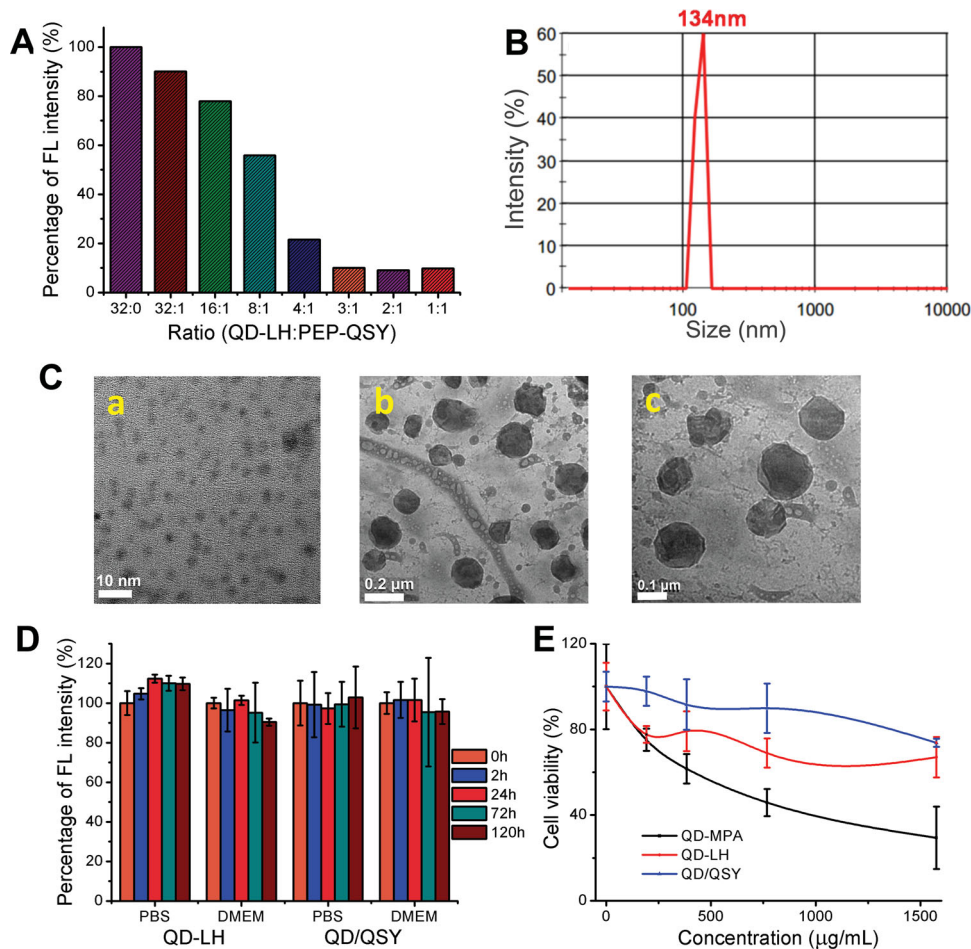 A
Percentage of FL intensity (%)
100
80
60
40
20
0
32:0 32:1 16:1 8:1 4:1 3:1 2:1 1:1
Ratio (QD-LH:PEP-QSY)
B
134nm
Intensity (%)
60
50
40
30
20
10
0
100 1000 10000
Size (nm)
C
a
10 nm
b
0.2 µm
c
0.1 µm
D
Percentage of FL intensity (%)
120
100
80
60
40
20
0
0h
2h
24h
72h
120h
PBS DMEM PBS DMEM
QD-LH QD/QSY
E
Cell viability (%)
120
80
40
0
QD-MPA
QD-LH
QD/QSY
0 500 1000 1500
Concentration (µg/mL)